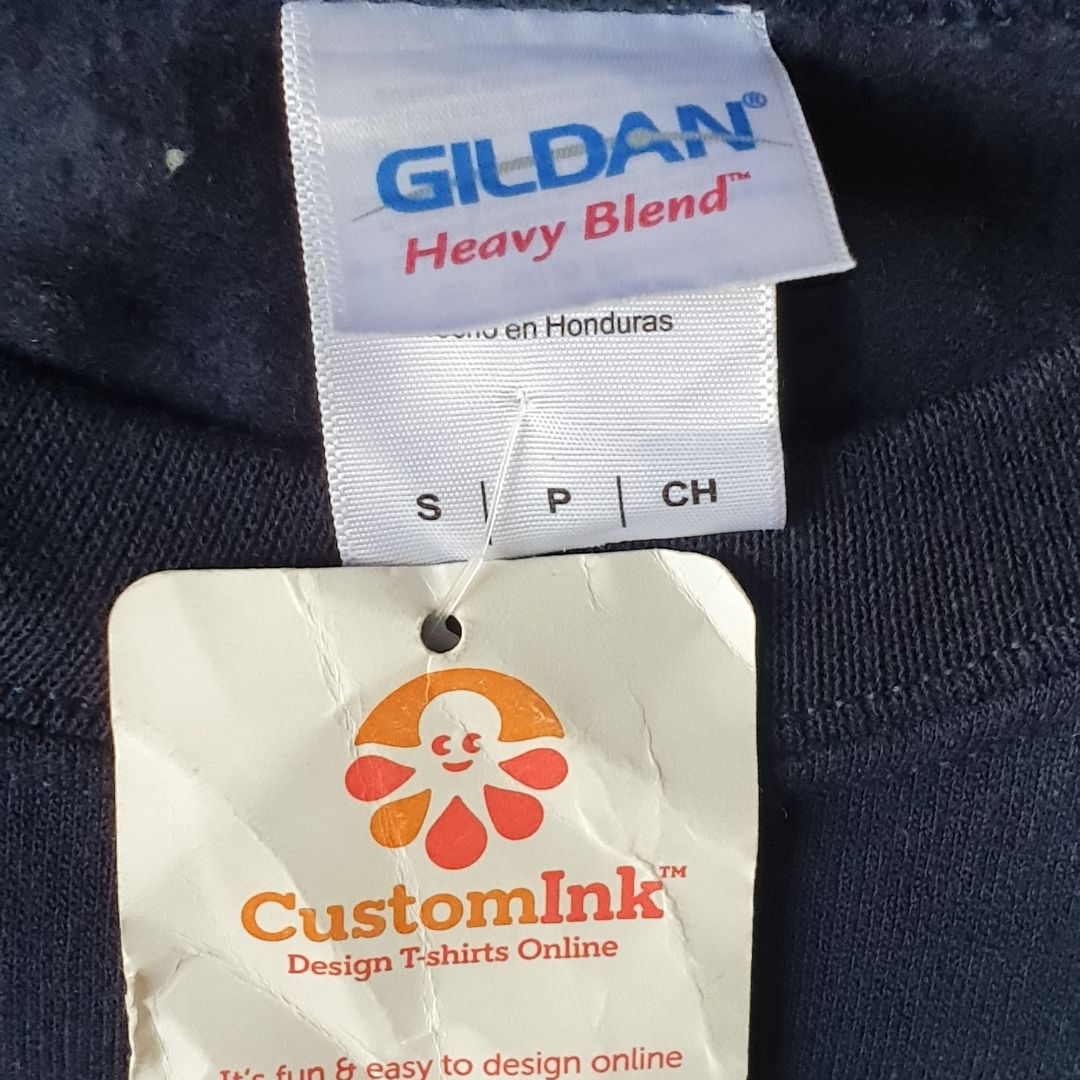 GILDAN®
Heavy Blend™
en Honduras
S | P | CH
CustomInk™
Design T-shirts Online
It's fun & easy to design online